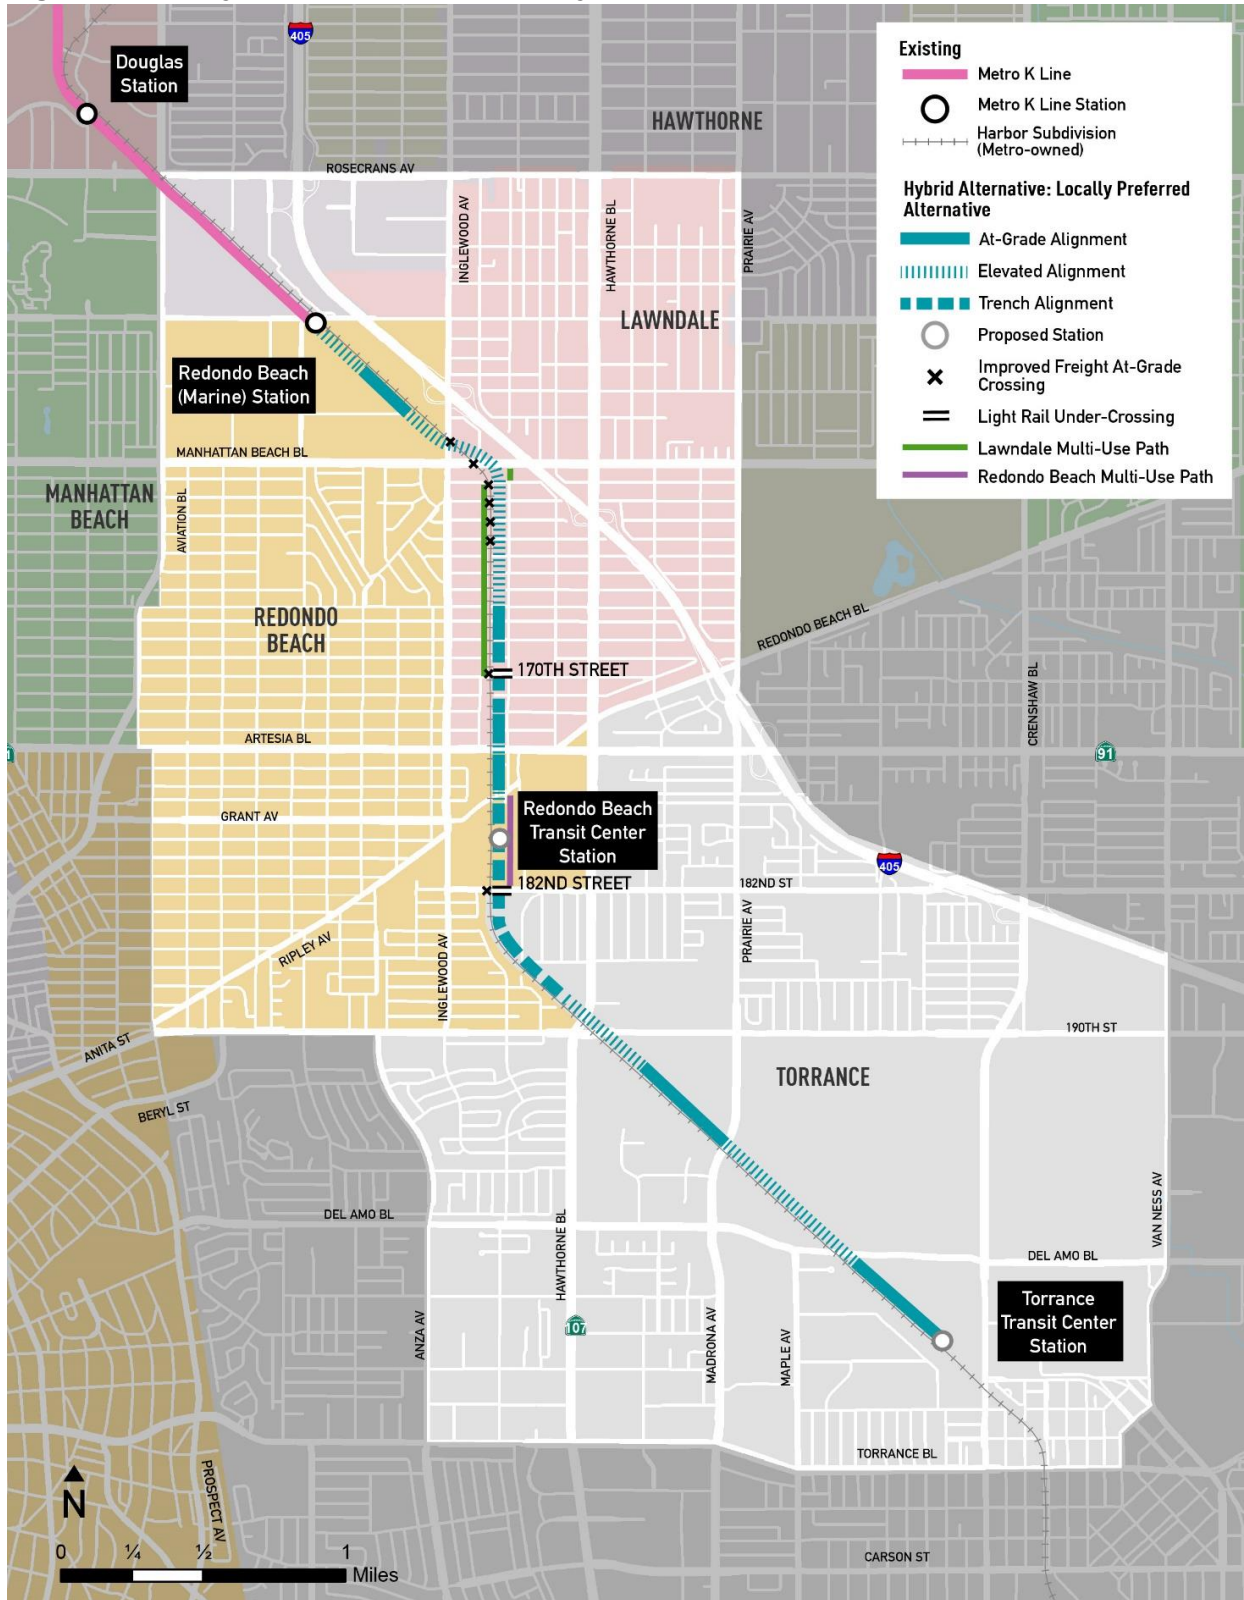 405
Douglas
Station
HAWTHORNE
ROSECRANS AV
INGLEWOOD AV
HAWTHORNE BL
PRAIRIE AV
LAWNDALE
Existing
Metro K Line
Metro K Line Station
Harbor Subdivision
(Metro-owned)
Hybrid Alternative: Locally Preferred
Alternative
At-Grade Alignment
Elevated Alignment
Trench Alignment
Proposed Station
Improved Freight At-Grade
Crossing
Light Rail Under-Crossing
Lawndale Multi-Use Path
Redondo Beach Multi-Use Path
Redondo Beach
(Marine) Station
MANHATTAN BEACH BL
MANHATTAN
BEACH
AVIATION BL
REDONDO
BEACH
REDONDO BEACH BL
170TH STREET
CRENSHAW BL
ARTESIA BL
1
91
GRANT AV
Redondo Beach
Transit Center
Station
405
182ND STREET
182ND ST
PRAIRIE AV
RIPLEY AV
INGLEWOOD AV
190TH ST
ANITA ST
TORRANCE
BERYL ST
DEL AMO BL
HAWTHORNE BL
VAN NESS AV
DEL AMO BL
Torrance
Transit Center
Station
107
ANZA AV
MADRONA AV
MAPLE AV
TORRANCE BL
PROSPECT AV
N
CARSON ST
0 ¼ ½ 1
Miles